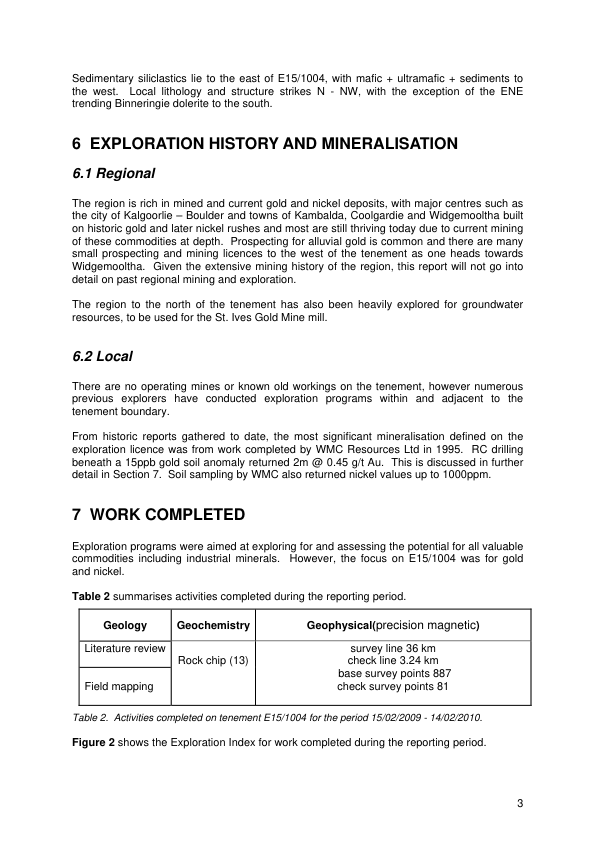 Sedimentary siliclastics lie to the east of E15/1004, with mafic + ultramafic + sediments to
the west. Local lithology and structure strikes N - NW, with the exception of the ENE
trending Binneringie dolerite to the south.
6 EXPLORATION HISTORY AND MINERALISATION
6.1 Regional
The region is rich in mined and current gold and nickel deposits, with major centres such as
the city of Kalgoorlie – Boulder and towns of Kambalda, Coolgardie and Widgemooltha built
on historic gold and later nickel rushes and most are still thriving today due to current mining
of these commodities at depth. Prospecting for alluvial gold is common and there are many
small prospecting and mining licences to the west of the tenement as one heads towards
Widgemooltha. Given the extensive mining history of the region, this report will not go into
detail on past regional mining and exploration.
The region to the north of the tenement has also been heavily explored for groundwater
resources, to be used for the St. Ives Gold Mine mill.
6.2 Local
There are no operating mines or known old workings on the tenement, however numerous
previous explorers have conducted exploration programs within and adjacent to the
tenement boundary.
From historic reports gathered to date, the most significant mineralisation defined on the
exploration licence was from work completed by WMC Resources Ltd in 1995. RC drilling
beneath a 15ppb gold soil anomaly returned 2m @ 0.45 g/t Au. This is discussed in further
detail in Section 7. Soil sampling by WMC also returned nickel values up to 1000ppm.
7 WORK COMPLETED
Exploration programs were aimed at exploring for and assessing the potential for all valuable
commodities including industrial minerals. However, the focus on E15/1004 was for gold
and nickel.
Table 2 summarises activities completed during the reporting period.
Geology Geochemistry Geophysical(precision magnetic)
Literature review
Field mapping
Rock chip (13)
survey line 36 km
check line 3.24 km
base survey points 887
check survey points 81
Table 2. Activities completed on tenement E15/1004 for the period 15/02/2009 - 14/02/2010.
Figure 2 shows the Exploration Index for work completed during the reporting period.
3